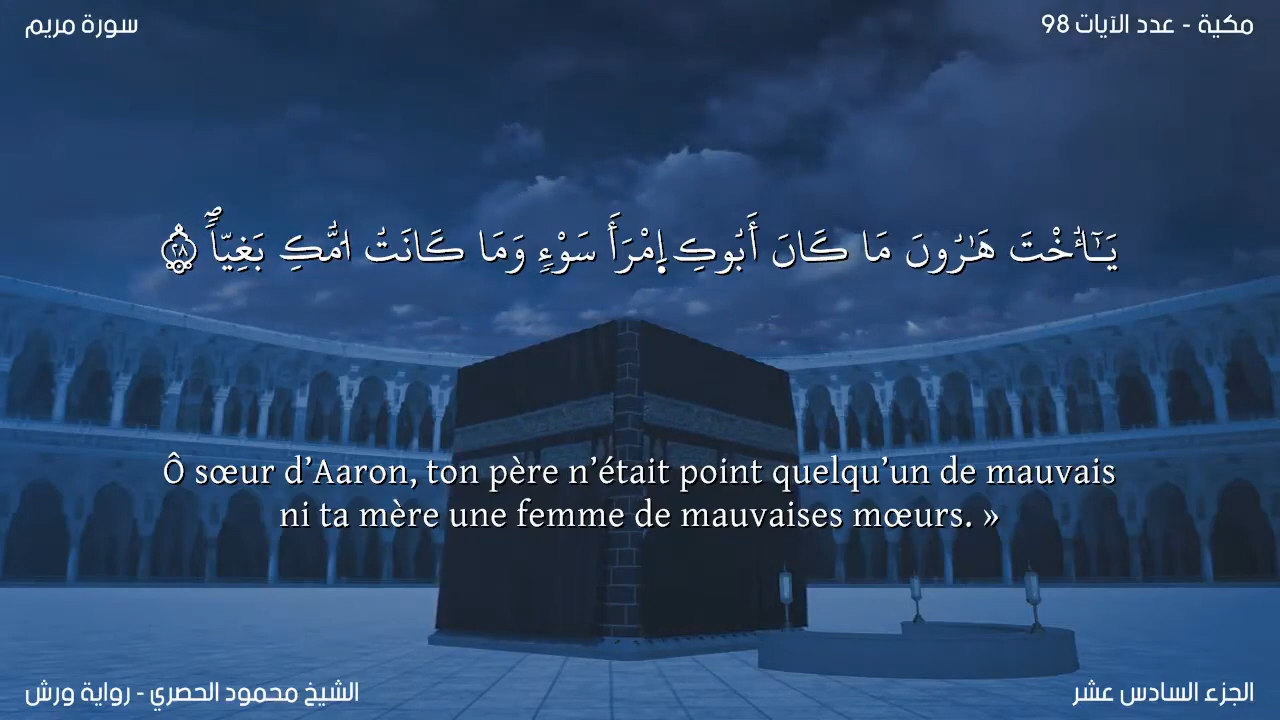 سورة مريم
مكية - عدد الآيات 98
يَـٰٓأُخْتَ هَـٰرُونَ مَا كَانَ أَبُوكِ اِ۪مْرَأَ سَوْءٖ وَمَا كَانَتُ ا۟مُّكِ بَغِيّاٗۖ ٢٨
Ô sœur d’Aaron, ton père n’était point quelqu’un de mauvais
ni ta mère une femme de mauvaises mœurs. »
الشيخ محمود الحصري - رواية ورش
الجزء السادس عشر